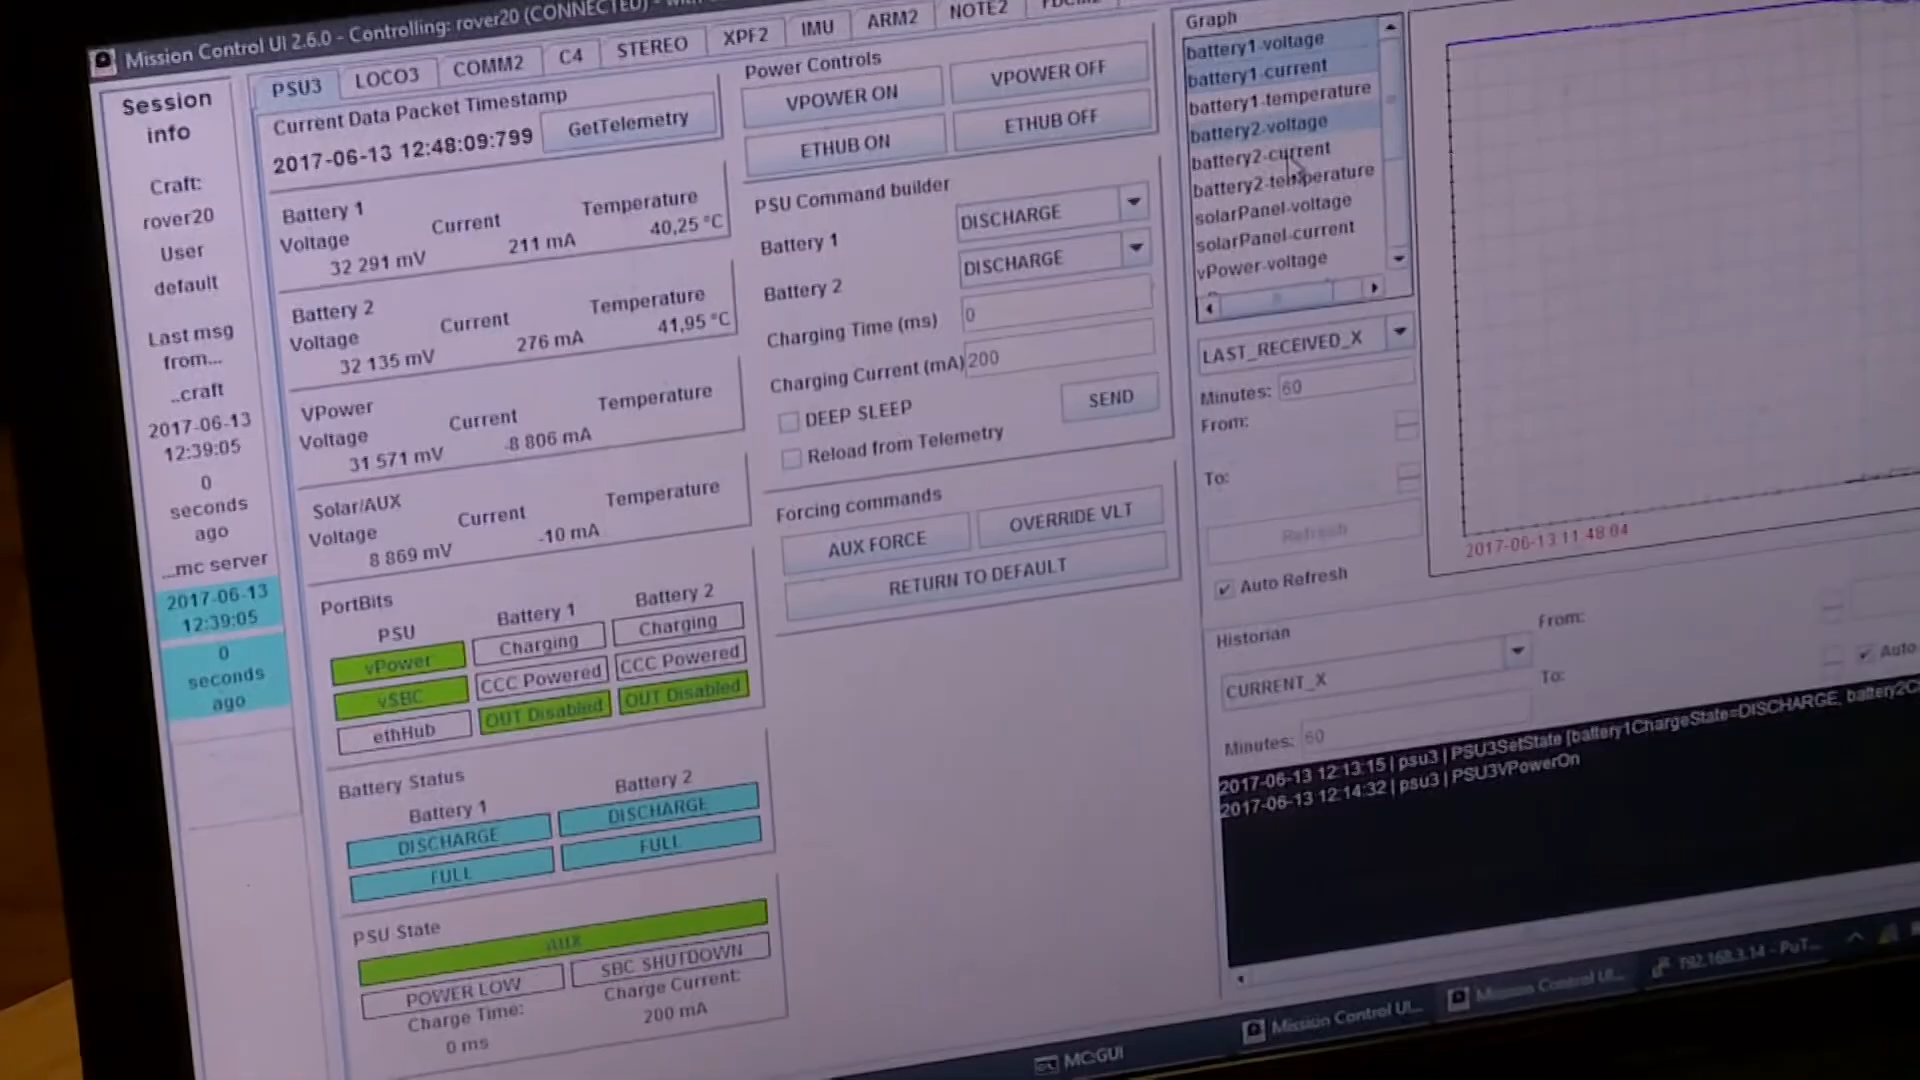 Mission Control UI 2.6.0 - Controlling: rover20 (CONNECTED) -
PSU3 LOCO3 COMM2 C4 STEREO XPF2 IMU ARM2 NOTE2
Session
info
Craft:
rover20
User
default
Last msg
from...
..craft
2017-06-13
12:39:05
0
seconds
ago
...mc server
2017-06-13
12:39:05
0
seconds
ago
Current Data Packet Timestamp
2017-06-13 12:48:09:799 GetTelemetry
Battery 1
Voltage Current Temperature
32 291 mV 211 mA 40,25 °C
Battery 2
Voltage Current Temperature
32 135 mV 276 mA 41,95 °C
VPower
Voltage Current Temperature
31 571 mV -8 806 mA
Solar/AUX
Voltage Current Temperature
8 869 mV -10 mA
PortBits
PSU Battery 1 Battery 2
vPower Charging Charging
vSBC CCC Powered CCC Powered
ethHub OUT Disabled OUT Disabled
Battery Status
Battery 1 Battery 2
DISCHARGE DISCHARGE
FULL FULL
PSU State
AUX
POWER LOW SBC SHUTDOWN
Charge Time: Charge Current:
0 ms 200 mA
Power Controls
VPOWER ON VPOWER OFF
ETHUB ON ETHUB OFF
PSU Command builder
Battery 1 DISCHARGE
Battery 2 DISCHARGE
Charging Time (ms) 0
Charging Current (mA) 200
DEEP SLEEP SEND
Reload from Telemetry
Forcing commands
AUX FORCE OVERRIDE VLT
RETURN TO DEFAULT
Graph
battery1-voltage
battery1-current
battery1-temperature
battery2-voltage
battery2-current
battery2-temperature
solarPanel-voltage
solarPanel-current
vPower-voltage
LAST_RECEIVED_X
Minutes: 60
From:
To:
Refresh
Auto Refresh
2017-06-13 11:48:04
Historian
CURRENT_X
From:
To:
Auto
Minutes: 60
2017-06-13 12:13:15 | psu3 | PSU3SetState [battery1ChargeState=DISCHARGE, battery2C
2017-06-13 12:14:32 | psu3 | PSU3VPowerOn
MC:GUI
Mission Control UI...
Mission Control UI...
192.168.3.14 - PuT...